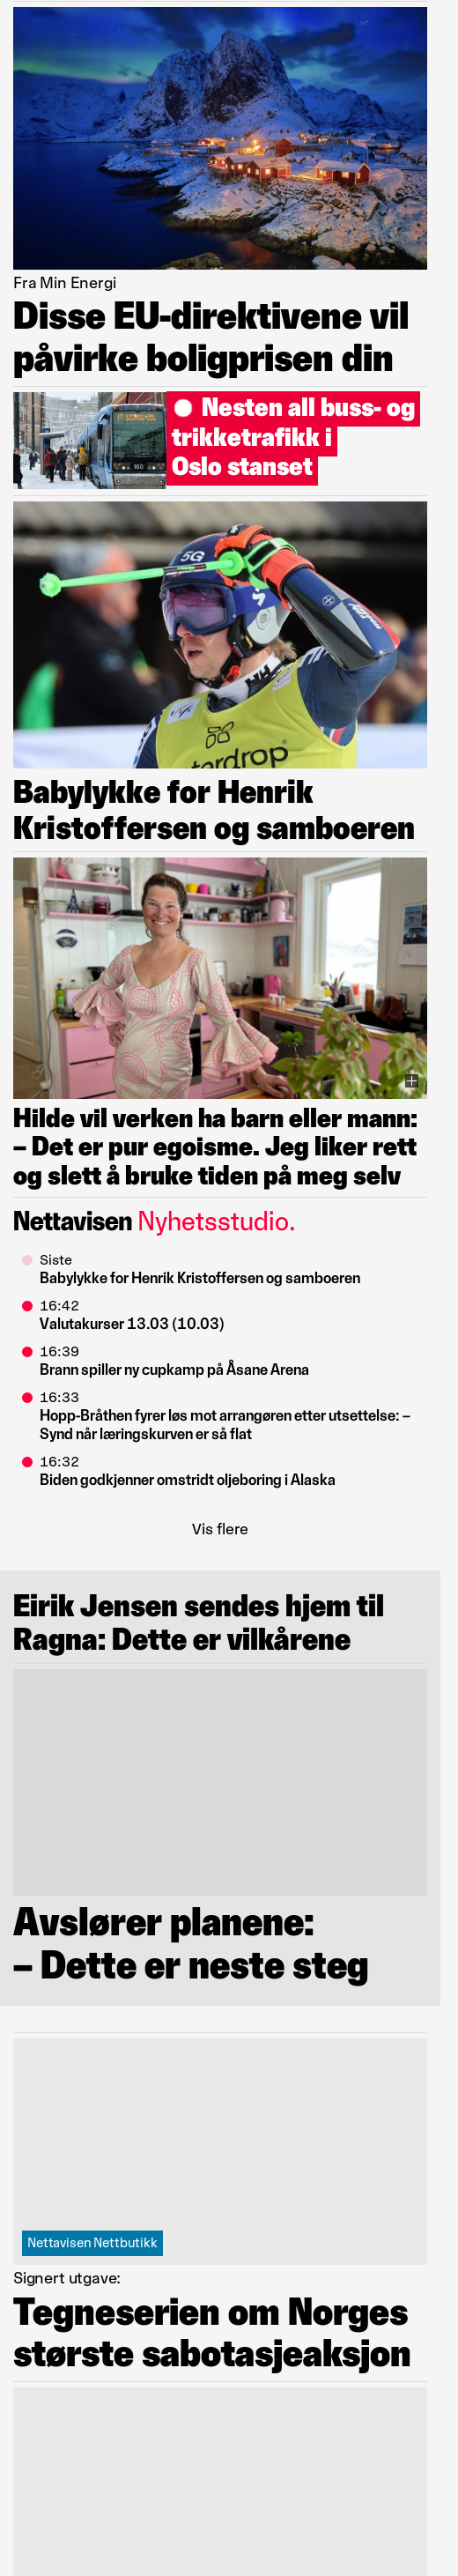 Fra Min Energi
Disse EU-direktivene vil
påvirke boligprisen din
Nesten all buss- og
trikketrafikk i
Oslo stanset
160
5G
terdrop
Babylykke for Henrik
Kristoffersen og samboeren
Hilde vil verken ha barn eller mann:
– Det er pur egoisme. Jeg liker rett
og slett å bruke tiden på meg selv
Nettavisen Nyhetsstudio.
Siste
Babylykke for Henrik Kristoffersen og samboeren
16:42
Valutakurser 13.03 (10.03)
16:39
Brann spiller ny cupkamp på Åsane Arena
16:33
Hopp-Bråthen fyrer løs mot arrangøren etter utsettelse: –
Synd når læringskurven er så flat
16:32
Biden godkjenner omstridt oljeboring i Alaska
Vis flere
Eirik Jensen sendes hjem til
Ragna: Dette er vilkårene
Avslører planene:
– Dette er neste steg
Nettavisen Nettbutikk
Signert utgave:
Tegneserien om Norges
største sabotasjeaksjon